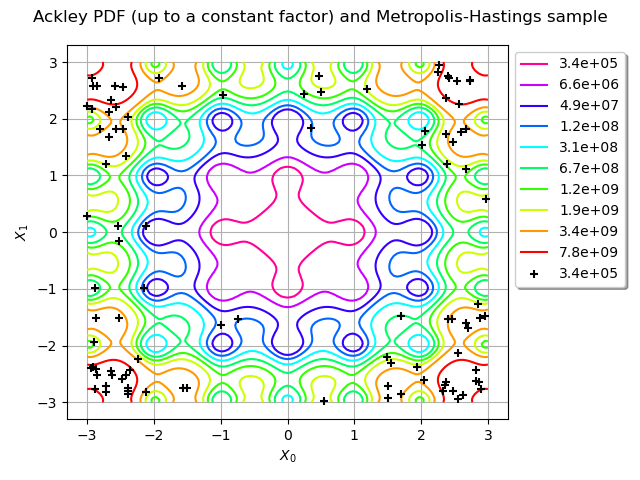 Ackley PDF (up to a constant factor) and Metropolis-Hastings sample
3
2
1
0
−1
−2
−3
X1
−3 −2 −1 0 1 2 3
X0
3.4e+05
6.6e+06
4.9e+07
1.2e+08
3.1e+08
6.7e+08
1.2e+09
1.9e+09
3.4e+09
7.8e+09
3.4e+05